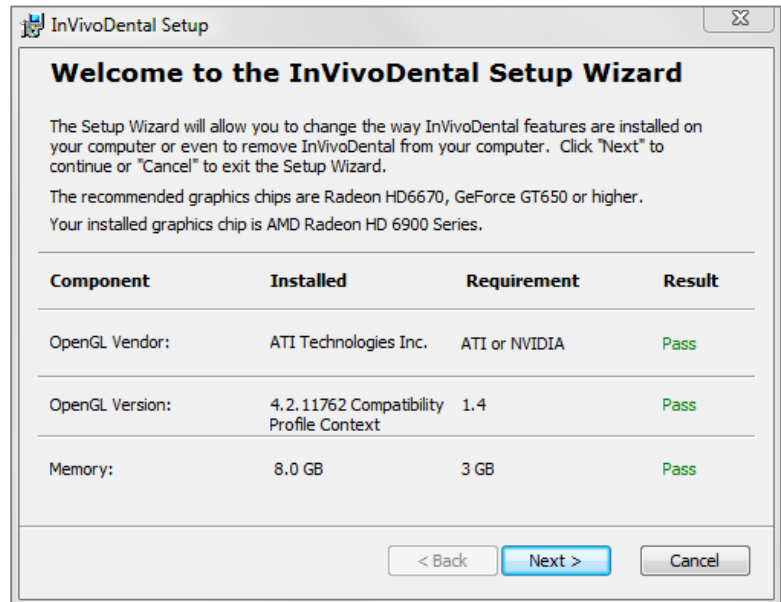 InVivoDental Setup
Welcome to the InVivoDental Setup Wizard
The Setup Wizard will allow you to change the way InVivoDental features are installed on
your computer or even to remove InVivoDental from your computer.  Click "Next" to
continue or "Cancel" to exit the Setup Wizard.
The recommended graphics chips are Radeon HD6670, GeForce GT650 or higher.
Your installed graphics chip is AMD Radeon HD 6900 Series.
Component Installed Requirement Result
OpenGL Vendor: ATI Technologies Inc. ATI or NVIDIA Pass
OpenGL Version: 4.2.11762 Compatibility 1.4 Pass
Profile Context
Memory: 8.0 GB 3 GB Pass
< Back Next > Cancel